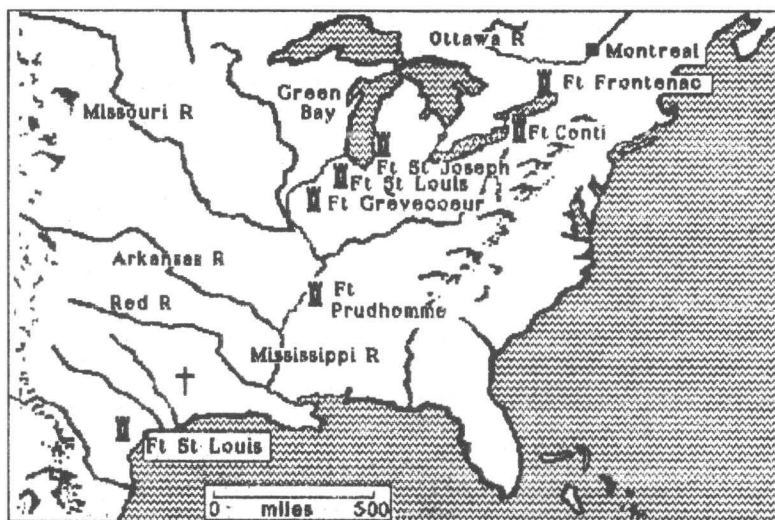 Ottawa R
Montreal
Ft Frontenac
Green
Bay
Missouri R
Ft Conti
Ft St Joseph
Ft St Louis
Ft Grevecoeur
Arkansas R
Ft
Prudhomme
Red R
Mississippi R
Ft St Louis
0 miles 500